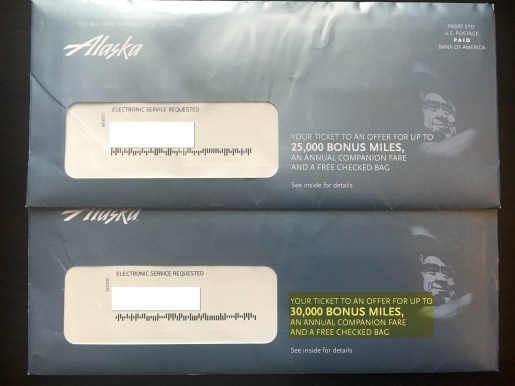 Alaska
PRSRT STD
U.S. POSTAGE
PAID
BANK OF AMERICA
ELECTRONIC SERVICE REQUESTED
YOUR TICKET TO AN OFFER FOR UP TO
25,000 BONUS MILES,
AN ANNUAL COMPANION FARE
AND A FREE CHECKED BAG
See inside for details
Alaska
ELECTRONIC SERVICE REQUESTED
YOUR TICKET TO AN OFFER FOR UP TO
30,000 BONUS MILES,
AN ANNUAL COMPANION FARE
AND A FREE CHECKED BAG
See inside for details